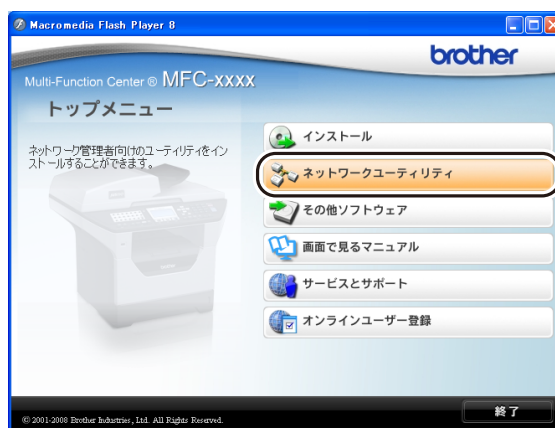 Macromedia Flash Player 8
brother
Multi-Function Center ® MFC-xxxx
トップメニュー
ネットワーク管理者向けのユーティリティをイン
ストールすることができます。
インストール
ネットワークユーティリティ
その他ソフトウェア
画面で見るマニュアル
サービスとサポート
オンラインユーザー登録
© 2001-2008 Brother Industries, Ltd. All Rights Reserved.
終了